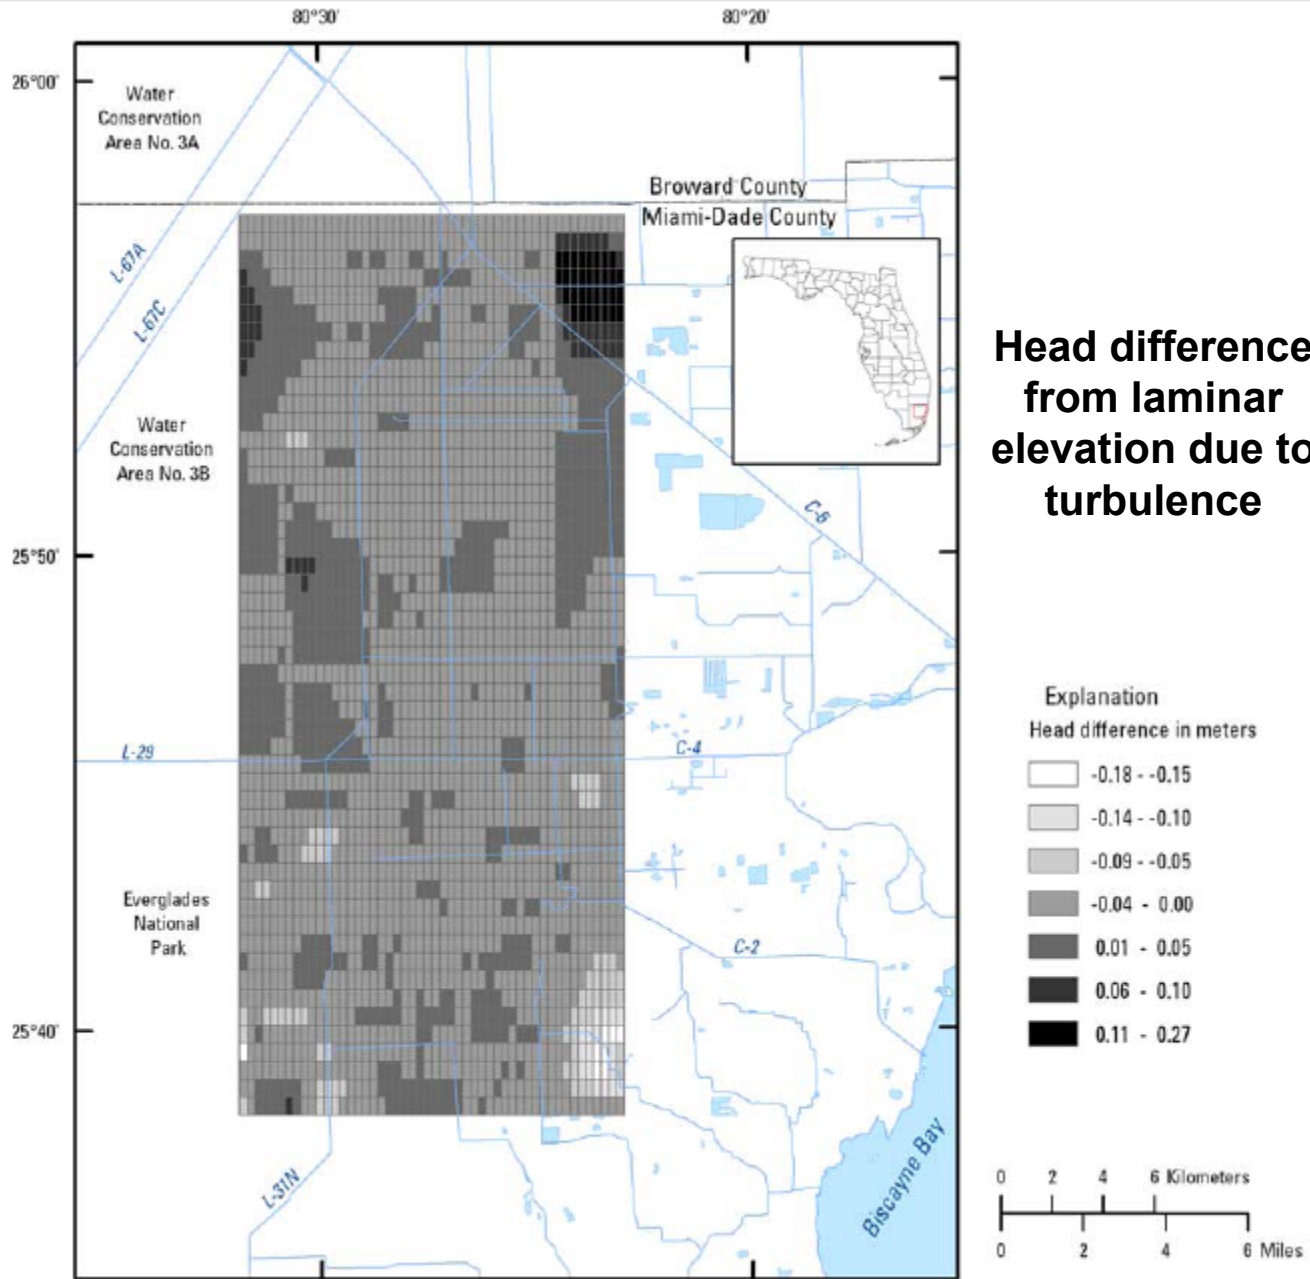 80°30'
80°20'
26°00'
Water
Conservation
Area No. 3A
Broward County
Miami-Dade County
L-67A
L-67C
Head difference
from laminar
elevation due to
turbulence
Water
Conservation
Area No. 3B
C-6
25°50'
Explanation
Head difference in meters
L-29
C-4
-0.18 - -0.15
-0.14 - -0.10
-0.09 - -0.05
-0.04 - 0.00
0.01 - 0.05
0.06 - 0.10
0.11 - 0.27
Everglades
National
Park
C-2
25°40'
Biscayne Bay
L-31N
0 2 4 6 Kilometers
0 2 4 6 Miles